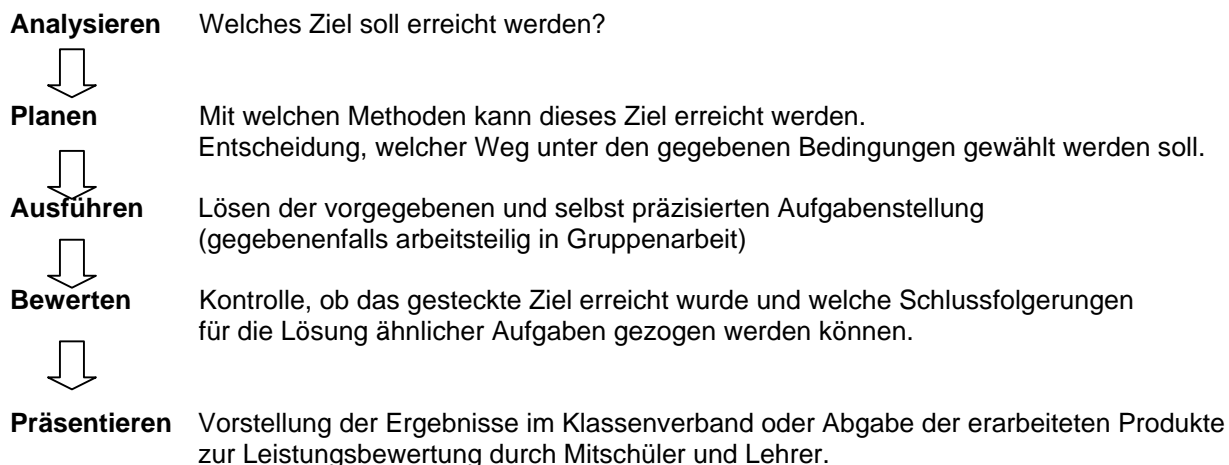 Analysieren Welches Ziel soll erreicht werden?
Planen Mit welchen Methoden kann dieses Ziel erreicht werden.
Entscheidung, welcher Weg unter den gegebenen Bedingungen gewählt werden soll.
Ausführen Lösen der vorgegebenen und selbst präzisierten Aufgabenstellung
(gegebenenfalls arbeitsteilig in Gruppenarbeit)
Bewerten Kontrolle, ob das gesteckte Ziel erreicht wurde und welche Schlussfolgerungen
für die Lösung ähnlicher Aufgaben gezogen werden können.
Präsentieren Vorstellung der Ergebnisse im Klassenverband oder Abgabe der erarbeiteten Produkte
zur Leistungsbewertung durch Mitschüler und Lehrer.